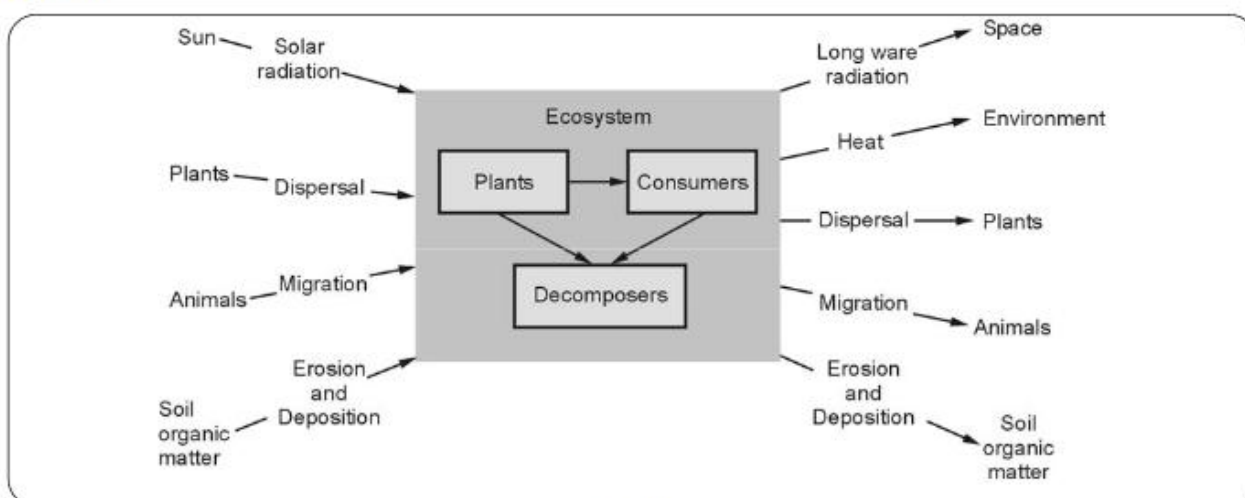 Sun
Solar
radiation
Plants
Dispersal
Animals
Migration
Soil
organic
matter
Erosion
and
Deposition
Ecosystem
Plants
Consumers
Decomposers
Long ware
radiation
Space
Heat
Environment
Dispersal
Plants
Migration
Animals
Erosion
and
Deposition
Soil
organic
matter